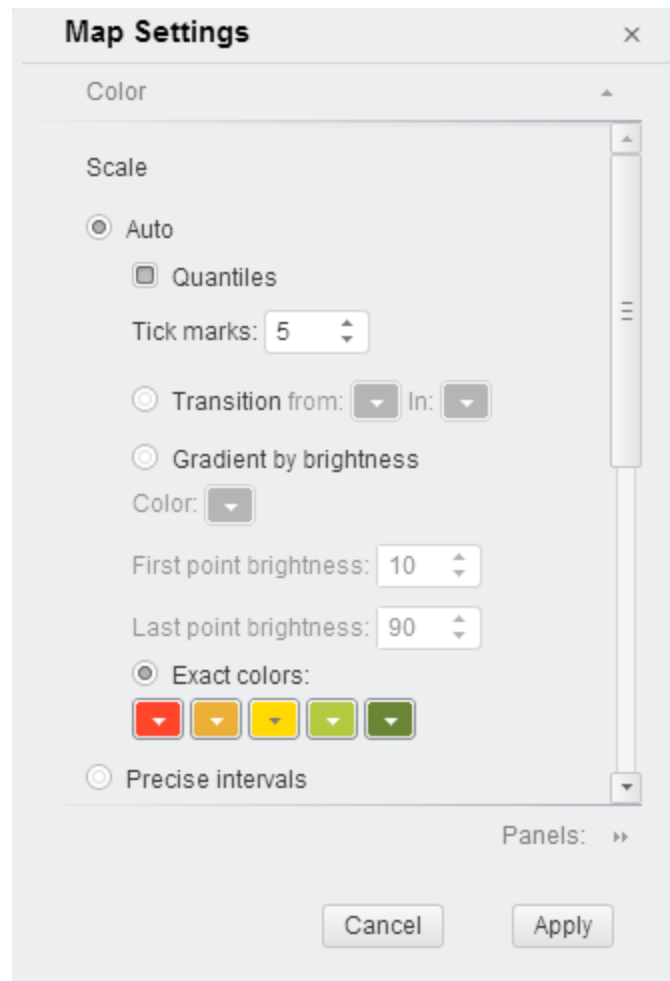 Map Settings
Color
Scale
Auto
Quantiles
Tick marks: 5
Transition from: In:
Gradient by brightness
Color:
First point brightness: 10
Last point brightness: 90
Exact colors:
Precise intervals
Panels:
Cancel Apply